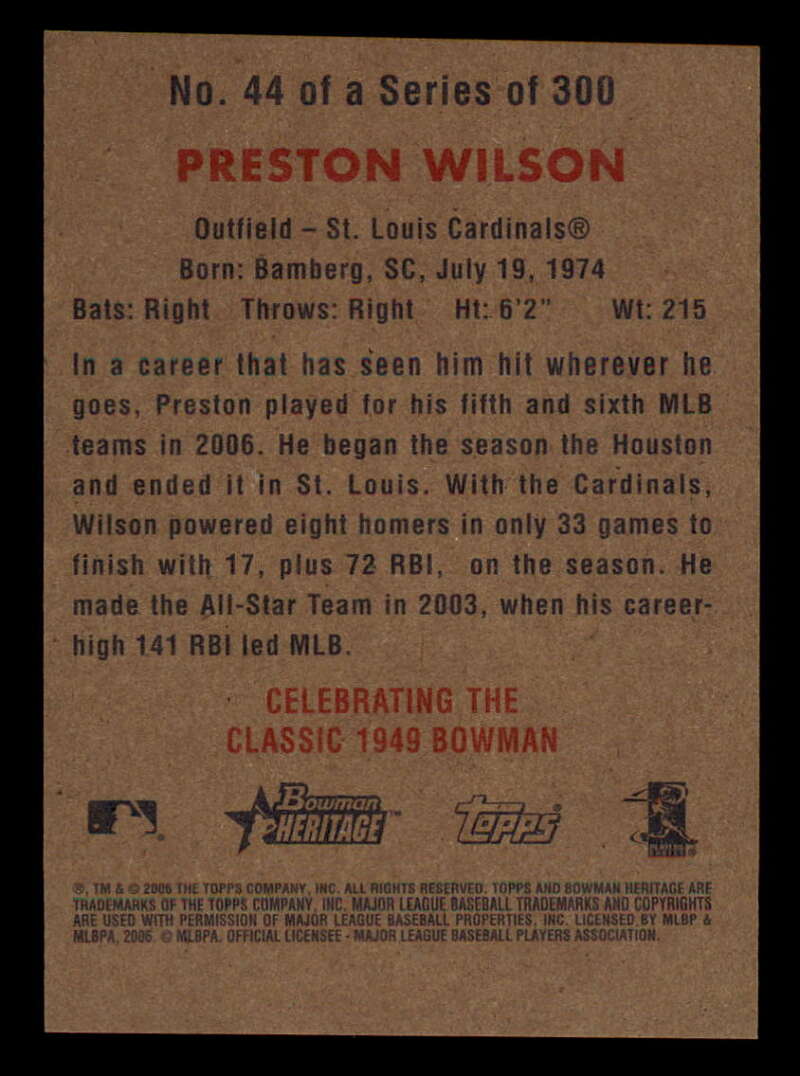 No. 44 of a Series of 300
PRESTON WILSON
Outfield – St. Louis Cardinals®
Born: Bamberg, SC, July 19, 1974
Bats: Right Throws: Right Ht: 6'2" Wt: 215
In a career that has seen him hit wherever he
goes, Preston played for his fifth and sixth MLB
teams in 2006. He began the season the Houston
and ended it in St. Louis. With the Cardinals,
Wilson powered eight homers in only 33 games to
finish with 17, plus 72 RBI, on the season. He
made the All-Star Team in 2003, when his career-
high 141 RBI led MLB.
CELEBRATING THE
CLASSIC 1949 BOWMAN
Bowman
HERITAGE™
Topps®
PLAYERS
®, TM & © 2006 THE TOPPS COMPANY, INC. ALL RIGHTS RESERVED. TOPPS AND BOWMAN HERITAGE ARE
TRADEMARKS OF THE TOPPS COMPANY, INC. MAJOR LEAGUE BASEBALL TRADEMARKS AND COPYRIGHTS
ARE USED WITH PERMISSION OF MAJOR LEAGUE BASEBALL PROPERTIES, INC. LICENSED BY MLBP &
MLBPA, 2006. © MLBPA. OFFICIAL LICENSEE - MAJOR LEAGUE BASEBALL PLAYERS ASSOCIATION.